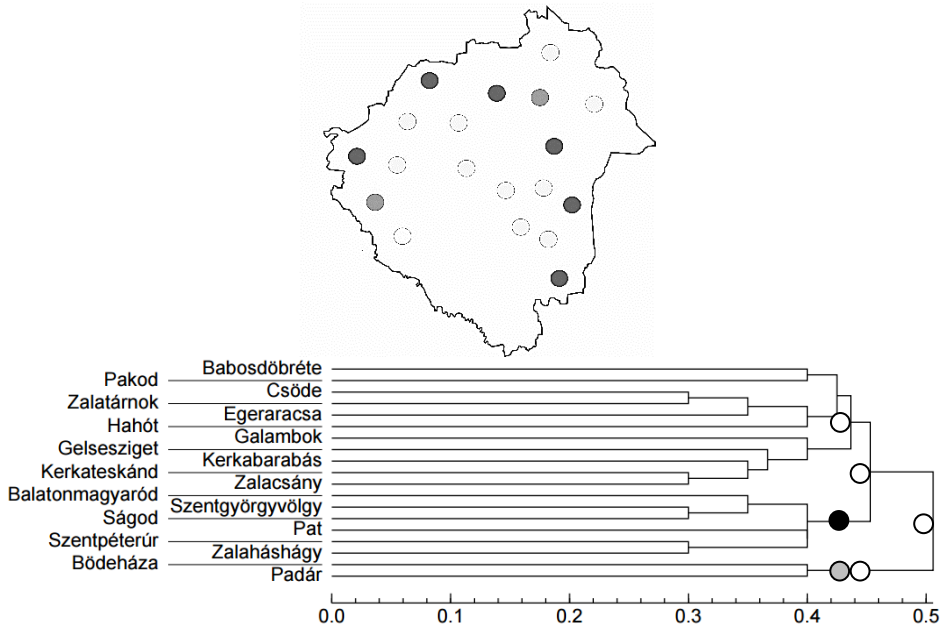 Babosdöbréte
Pakod
Csöde
Zalatárnok
Egeraracsa
Hahót
Galambok
Gelsesziget
Kerkabarabás
Kerkateskánd
Zalacsány
Balatonmagyaród
Szentgyörgyvölgy
Ságod
Pat
Szentpéterúr
Zalaháshágy
Bödeháza
Padár
0.0 0.1 0.2 0.3 0.4 0.5